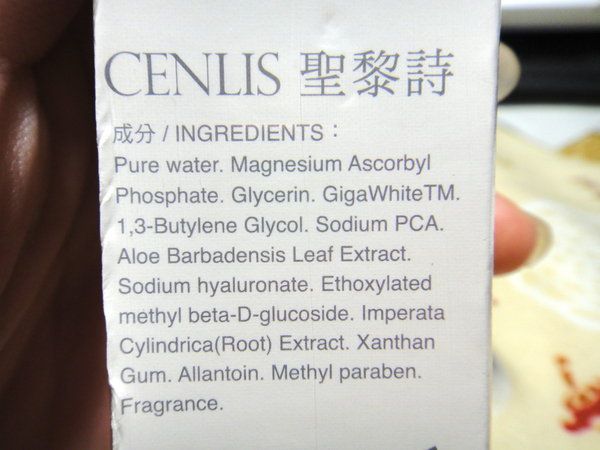 CENLIS 聖黎詩
成分 / INGREDIENTS：
Pure water. Magnesium Ascorbyl
Phosphate. Glycerin. GigaWhiteTM.
1,3-Butylene Glycol. Sodium PCA.
Aloe Barbadensis Leaf Extract.
Sodium hyaluronate. Ethoxylated
methyl beta-D-glucoside. Imperata
Cylindrica(Root) Extract. Xanthan
Gum. Allantoin. Methyl paraben.
Fragrance.